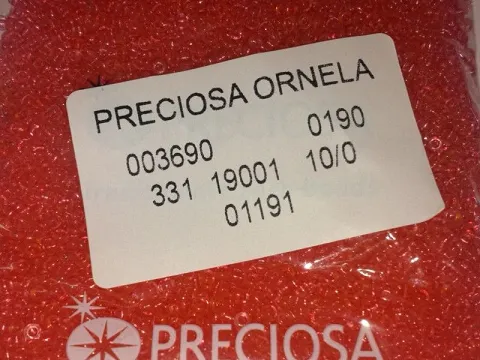 PRECIOSA ORNELA
003690 0190
331 19001 10/0
01191
PRECIOSA